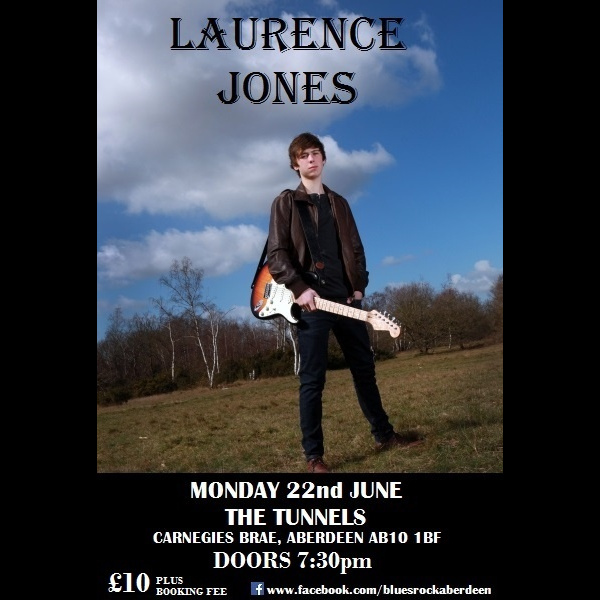 LAURENCE
JONES
MONDAY 22nd JUNE
THE TUNNELS
CARNEGIES BRAE, ABERDEEN AB10 1BF
DOORS 7:30pm
£10 PLUS
BOOKING FEE
f www.facebook.com/bluesrockaberdeen